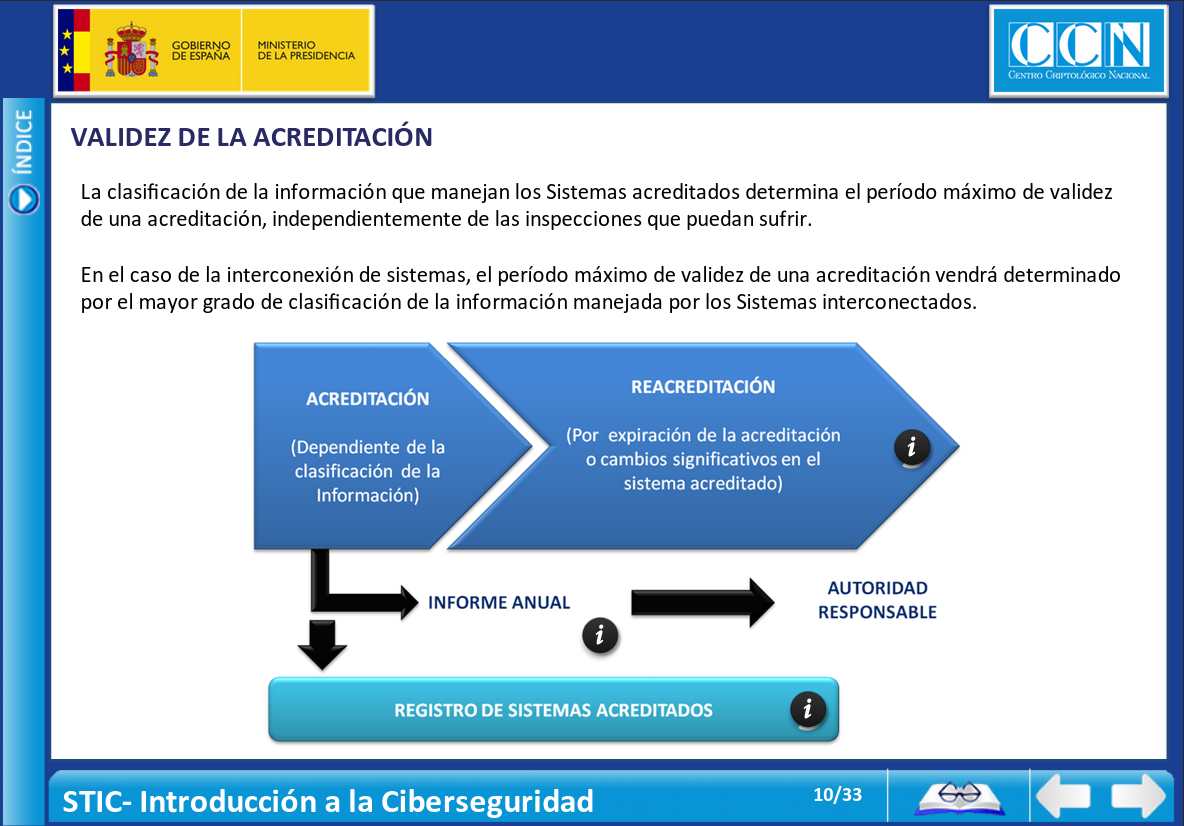 GOBIERNO
DE ESPAÑA
MINISTERIO
DE LA PRESIDENCIA
CCN
CENTRO CRIPTOLÓGICO NACIONAL
ÍNDICE
VALIDEZ DE LA ACREDITACIÓN
La clasificación de la información que manejan los Sistemas acreditados determina el período máximo de validez
de una acreditación, independientemente de las inspecciones que puedan sufrir.
En el caso de la interconexión de sistemas, el período máximo de validez de una acreditación vendrá determinado
por el mayor grado de clasificación de la información manejada por los Sistemas interconectados.
ACREDITACIÓN
(Dependiente de la
clasificación de la
Información)
REACREDITACIÓN
(Por expiración de la acreditación
o cambios significativos en el
sistema acreditado)
i
INFORME ANUAL
i
AUTORIDAD
RESPONSABLE
REGISTRO DE SISTEMAS ACREDITADOS
i
STIC- Introducción a la Ciberseguridad
10/33